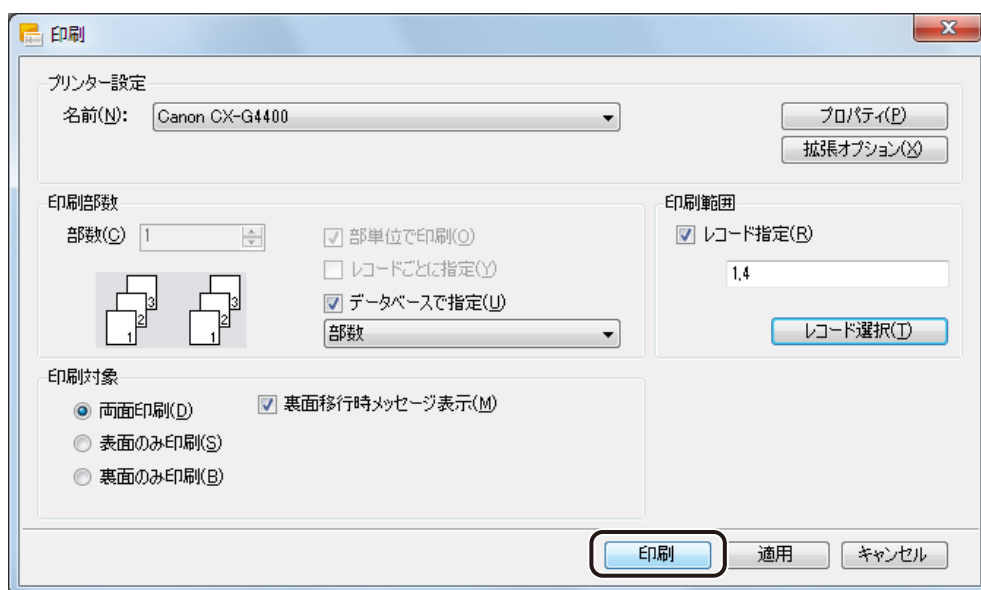 印刷
プリンター設定
名前(N): Canon CX-G4400 プロパティ(P)
拡張オプション(X)
印刷部数
部数(C) 1
部単位で印刷(O)
レコードごとに指定(Y)
データベースで指定(U)
部数
3 2 1 3 2 1
印刷範囲
レコード指定(R)
1,4
レコード選択(T)
印刷対象
両面印刷(D) 裏面移行時メッセージ表示(M)
表面のみ印刷(S)
裏面のみ印刷(B)
印刷 適用 キャンセル